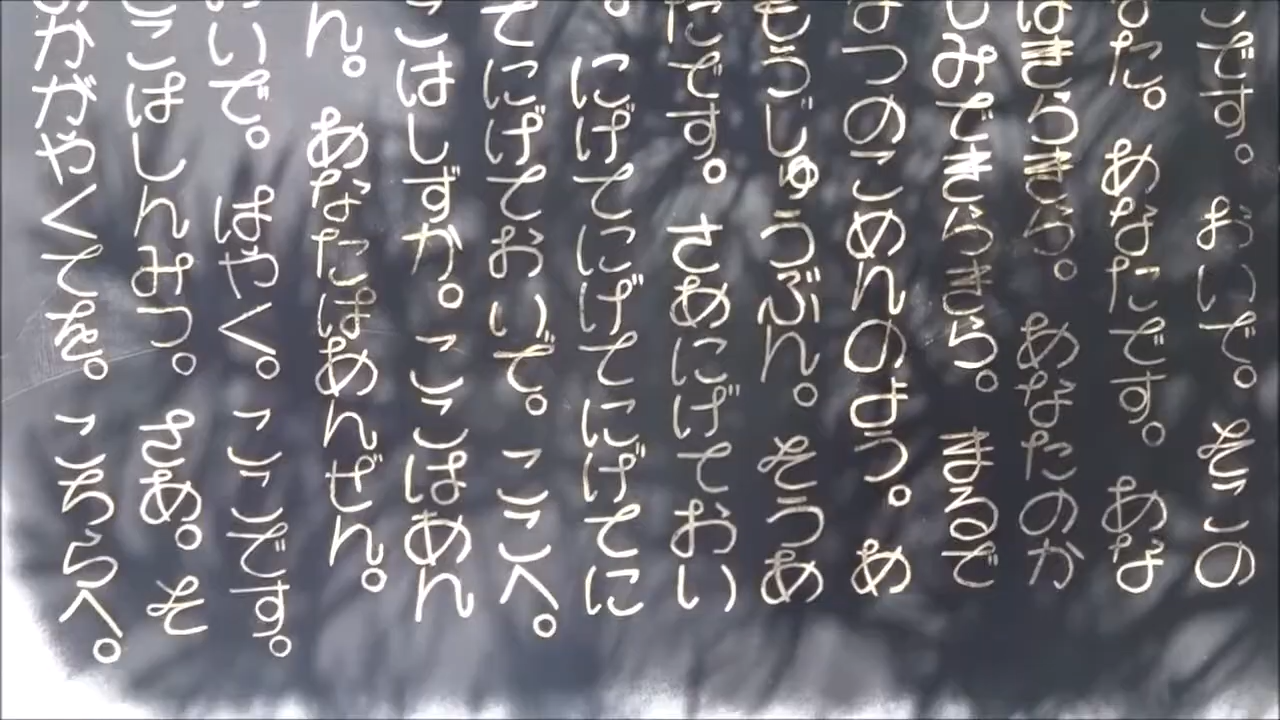 こです。おいで。そこの
た。あなたです。あな
はきらきら。あなたのか
しみできらきら。まるで
つのこめんのよう。め
もうじゅうぶん。そうあ
たです。さあにげておい
。にげてにげてにげてに
てにげておいで。ここへ。
こはしずか。ここはあん
ん。あなたはあんぜん。
いで。はやく。ここです。
こはしんみつ。さあ。そ
かがやくてを。こちらへ。